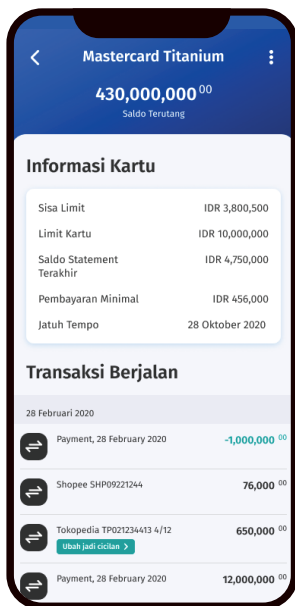 Mastercard Titanium
430,000,000 00
Saldo Terutang
Informasi Kartu
Sisa Limit IDR 3,800,500
Limit Kartu IDR 10,000,000
Saldo Statement IDR 4,750,000
Terakhir
Pembayaran Minimal IDR 456,000
Jatuh Tempo 28 Oktober 2020
Transaksi Berjalan
28 Februari 2020
Payment, 28 February 2020 -1,000,000 00
Shopee SHP09221244 76,000 00
Tokopedia TP021234413 4/12 650,000 00
Ubah jadi cicilan >
Payment, 28 February 2020 12,000,000 00